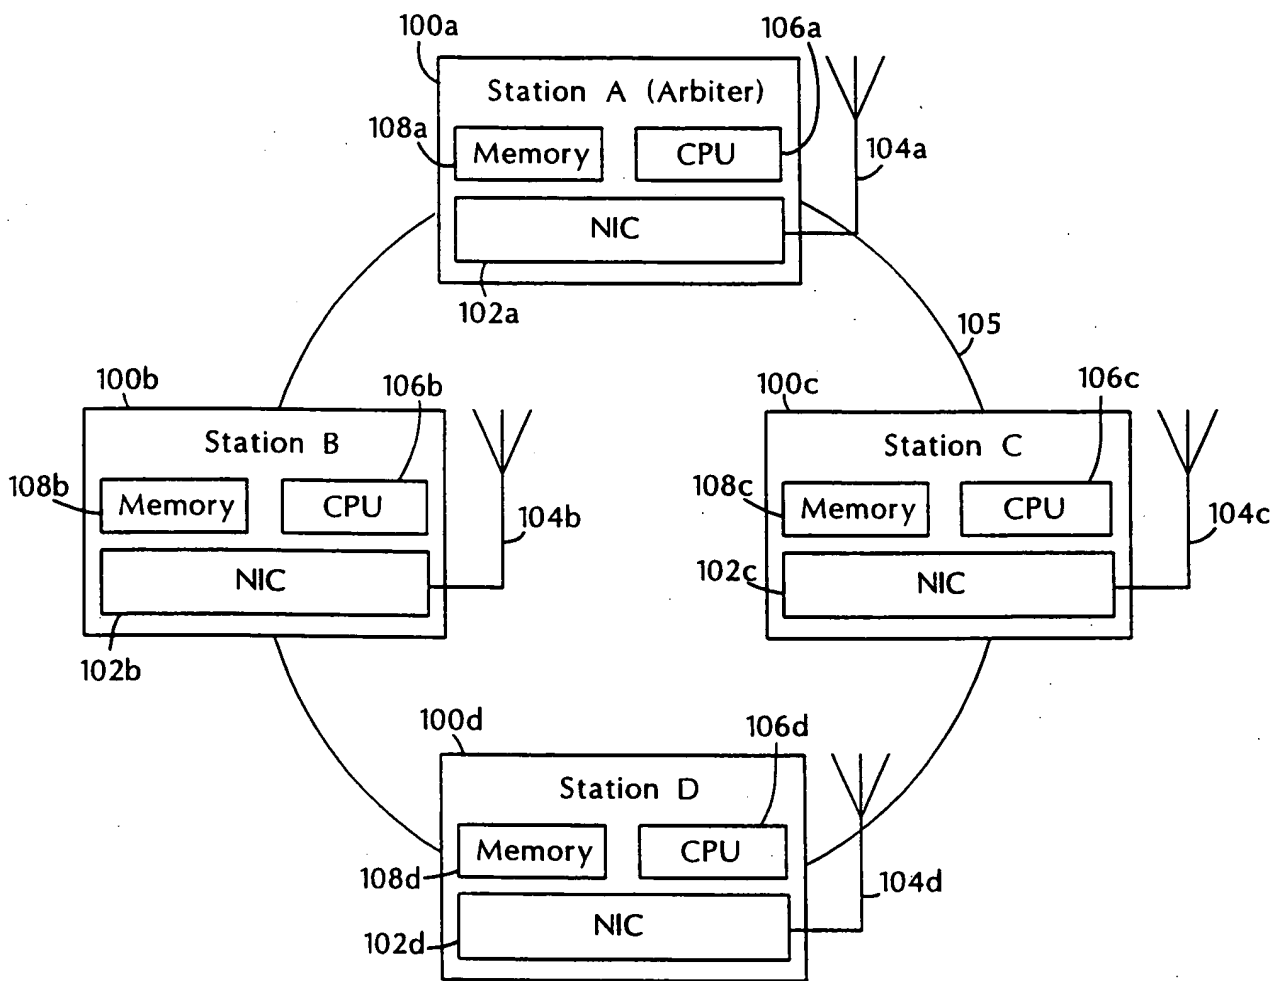 100a
106a
Station A (Arbiter)
108a
Memory
CPU
104a
NIC
102a
105
100b
106b
100c
106c
Station B
Station C
108b
Memory
CPU
104b
108c
Memory
CPU
104c
NIC
102c
NIC
102b
100d
106d
Station D
Memory
CPU
108d
104d
NIC
102d